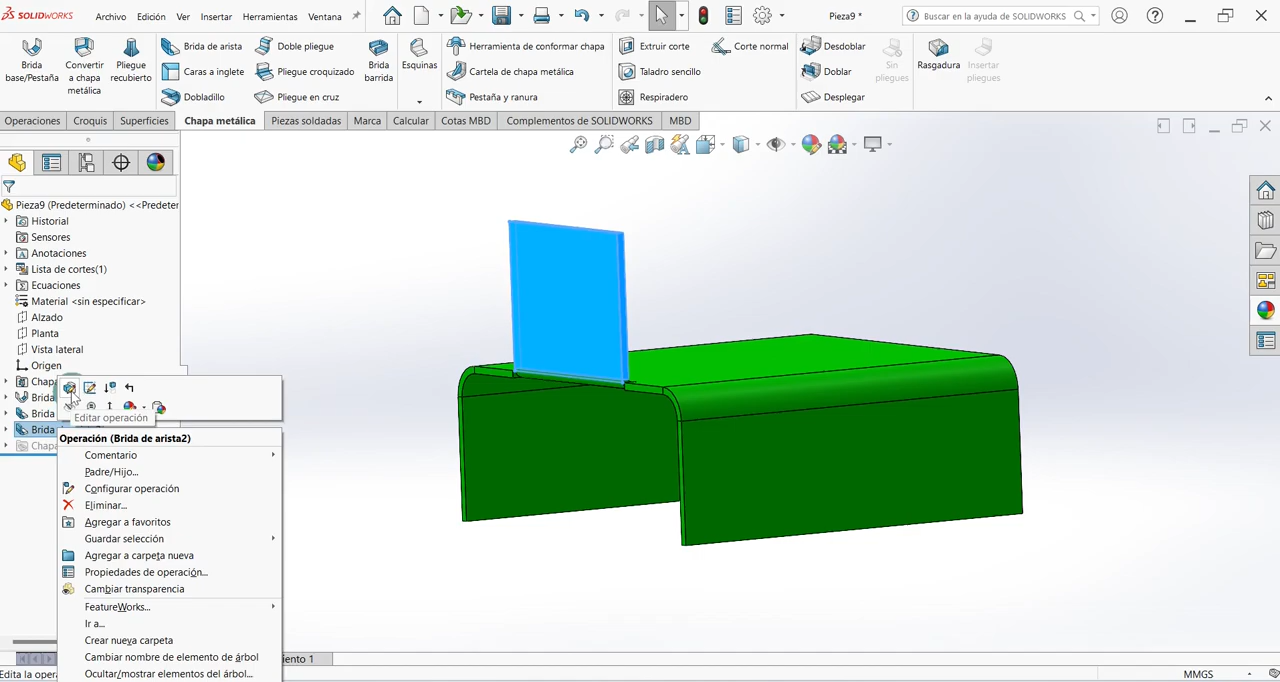 SOLIDWORKS
Archivo Edición Ver Insertar Herramientas Ventana
Pieza9 *
Buscar en la ayuda de SOLIDWORKS
Brida base/Pestaña
Convertir a chapa metálica
Pliegue recubierto
Brida de arista
Caras a inglete
Dobladillo
Doble pliegue
Pliegue croquizado
Pliegue en cruz
Brida barrida
Esquinas
Herramienta de conformar chapa
Cartela de chapa metálica
Pestaña y ranura
Extruir corte
Taladro sencillo
Respiradero
Corte normal
Desdoblar
Doblar
Desplegar
Sin pliegues
Rasgadura
Insertar pliegues
Operaciones Croquis Superficies Chapa metálica Piezas soldadas Marca Calcular Cotas MBD Complementos de SOLIDWORKS MBD
Pieza9 (Predeterminado) <<Predeter
Historial
Sensores
Anotaciones
Lista de cortes(1)
Ecuaciones
Material <sin especificar>
Alzado
Planta
Vista lateral
Origen
Chapa
Brida
Brida
Brida
Chapa
Editar operación
Operación (Brida de arista2)
Comentario
Padre/Hijo...
Configurar operación
Eliminar...
Agregar a favoritos
Guardar selección
Agregar a carpeta nueva
Propiedades de operación...
Cambiar transparencia
FeatureWorks...
Ir a...
Crear nueva carpeta
Cambiar nombre de elemento de árbol
Ocultar/mostrar elementos del árbol...
iento 1
Edita la opera
MMGS